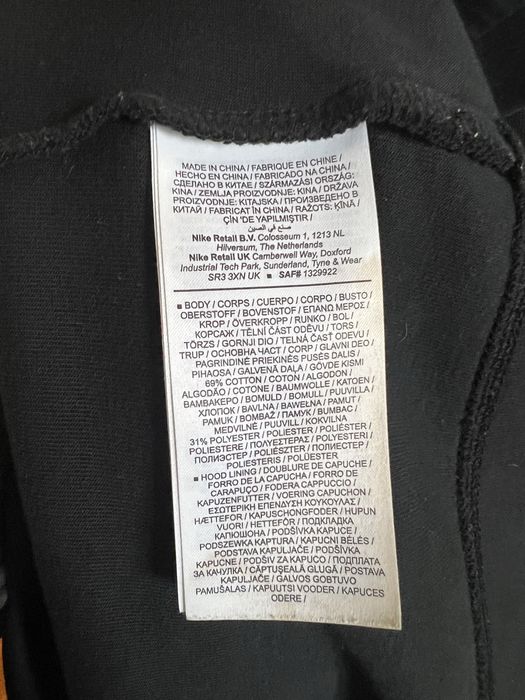 MADE IN CHINA / FABRIQUE EN CHINE /
HECHO EN CHINA / FABRICADO NA CHINA /
СДЕЛАНО В КИТАЕ / SZÁRMAZÁSI ORSZÁG:
KÍNA / ZEMLJA PROIZVODNJE: KINA / DRŽAVA
PROIZVODNJE: KITAJSKA / ПРОИЗВЕДЕНО В
КИТАЙ / FABRICAT ÎN CHINA / RAŽOTS: ĶĪNĀ /
ÇİN 'DE YAPILMIŞTIR /
صنع في الصين
Nike Retail B.V. Colosseum 1, 1213 NL
Hilversum, The Netherlands
Nike Retail UK Camberwell Way, Doxford
Industrial Tech Park, Sunderland, Tyne & Wear
SR3 3XN UK ■ SAF# 1329922
■ BODY / CORPS / CUERPO / CORPO / BUSTO /
OBERSTOFF / BOVENSTOF / ΕΠΑΝΩ ΜΕΡΟΣ /
KROP / ÖVERKROPP / RUNKO / BOL /
КОРСАЖ / TĚLNÍ ČÁST ODĚVU / TORS /
TÖRZS / GORNJI DIO / TELNÁ ČASŤ ODEVU /
TRUP / ОСНОВНА ЧАСТ / CORP / GLAVNI DEO /
PAGRINDINĖ PRIEKINĖS PUSĖS DALIS /
PIHAOSA / GALVENĀ DAĻA / GÖVDE KISMI
69% COTTON / COTON / ALGODON /
ALGODÃO / COTONE / BAUMWOLLE / KATOEN /
ΒΑΜΒΑΚΕΡΟ / BOMULD / BOMULL / PUUVILLA /
ХЛОПОК / BAVLNA / BAWEŁNA / PAMUT /
PAMUK / BOMBAŽ / ПАМУК / BUMBAC /
MEDVILNĖ / PUUVILL / KOKVILNA
31% POLYESTER / POLIESTER / POLIÉSTER /
POLIESTERE / ΠΟΛΥΕΣΤΕΡΑΣ / POLYESTERI /
ПОЛИЭСТЕР / POLIÉSZTER / ПОЛИЕСТЕР /
POLIESTERIS / POLÜESTER
■ HOOD LINING / DOUBLURE DE CAPUCHE /
FORRO DE LA CAPUCHA / FORRO DE
CARAPUÇO / FODERA CAPPUCCIO /
KAPUZENFUTTER / VOERING CAPUCHON /
ΕΣΩΤΕΡΙΚΗ ΕΠΕΝΔΥΣΗ ΚΟΥΚΟΥΛΑΣ /
HÆTTEFOR / KAPUSCHONGFODER / HUPUN
VUORI / HETTEFÔR / ПОДКЛАДКА
КАПЮШОНА / PODŠÍVKA KAPUCE /
PODSZEWKA KAPTURA / KAPUCNI BÉLÉS /
PODSTAVA KAPULJAČE / PODŠÍVKA
KAPUCNE / PODŠIV ZA KAPUCO / ПОДПЛАТА
ЗА КАЧУЛКА / CĂPTUŞEALĂ GLUGĂ / POSTAVA
KAPULJAČE / GALVOS GOBTUVO
PAMUŠALAS / KAPUUTSI VOODER / KAPUCES
ODERE /